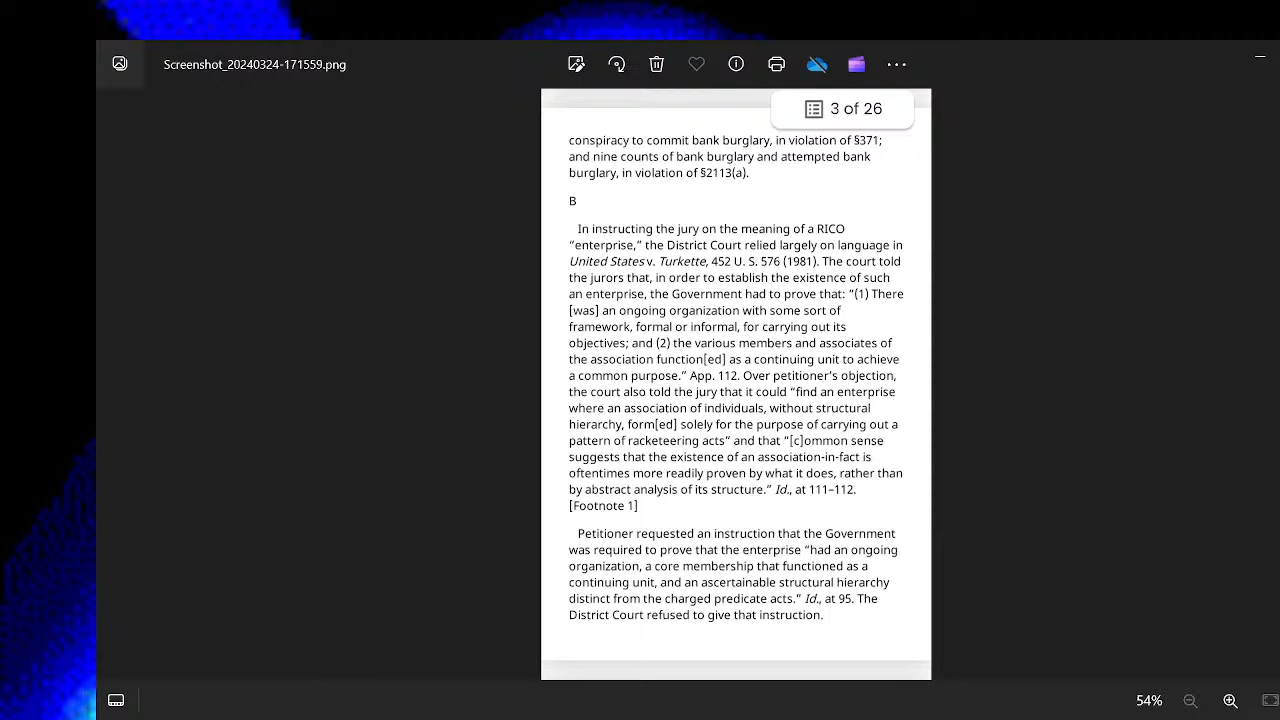 Screenshot_20240324-171559.png
3 of 26
conspiracy to commit bank burglary, in violation of §371;
and nine counts of bank burglary and attempted bank
burglary, in violation of §2113(a).
B
In instructing the jury on the meaning of a RICO
“enterprise,” the District Court relied largely on language in
United States v. Turkette, 452 U. S. 576 (1981). The court told
the jurors that, in order to establish the existence of such
an enterprise, the Government had to prove that: “(1) There
[was] an ongoing organization with some sort of
framework, formal or informal, for carrying out its
objectives; and (2) the various members and associates of
the association function[ed] as a continuing unit to achieve
a common purpose.” App. 112. Over petitioner’s objection,
the court also told the jury that it could “find an enterprise
where an association of individuals, without structural
hierarchy, form[ed] solely for the purpose of carrying out a
pattern of racketeering acts” and that “[c]ommon sense
suggests that the existence of an association-in-fact is
oftentimes more readily proven by what it does, rather than
by abstract analysis of its structure.” Id., at 111–112.
[Footnote 1]
Petitioner requested an instruction that the Government
was required to prove that the enterprise “had an ongoing
organization, a core membership that functioned as a
continuing unit, and an ascertainable structural hierarchy
distinct from the charged predicate acts.” Id., at 95. The
District Court refused to give that instruction.
54%